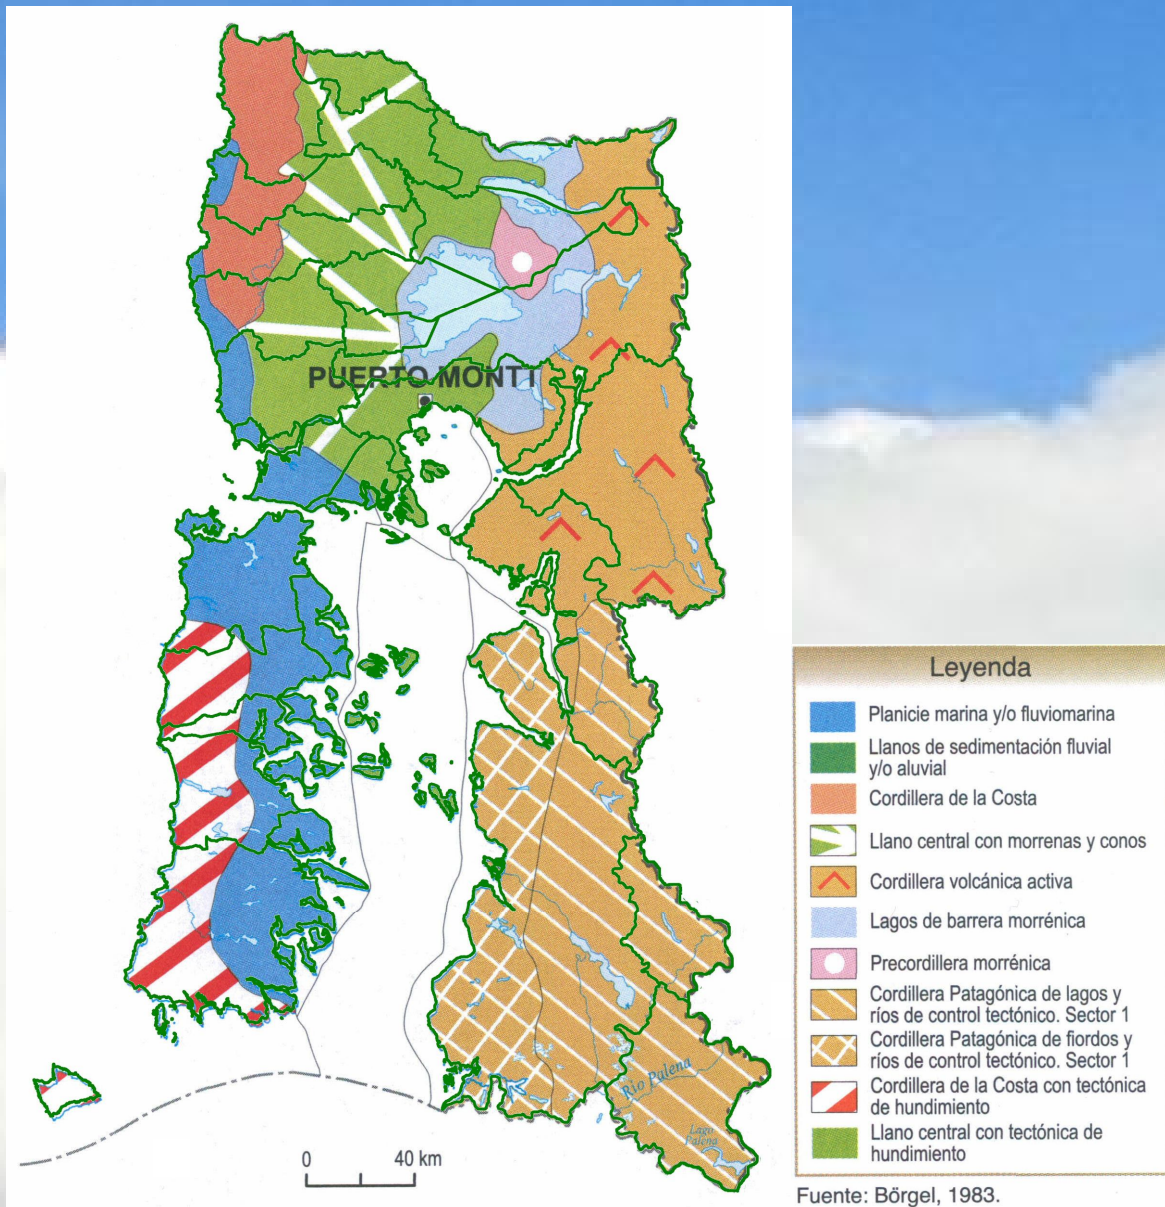 PUERTO MONTT
Río Palena
Lago
Palena
0 40 km
Leyenda
Planicie marina y/o fluviomarina
Llanos de sedimentación fluvial
y/o aluvial
Cordillera de la Costa
Llano central con morrenas y conos
Cordillera volcánica activa
Lagos de barrera morrénica
Precordillera morrénica
Cordillera Patagónica de lagos y
ríos de control tectónico. Sector 1
Cordillera Patagónica de fiordos y
ríos de control tectónico. Sector 1
Cordillera de la Costa con tectónica
de hundimiento
Llano central con tectónica de
hundimiento
Fuente: Börgel, 1983.